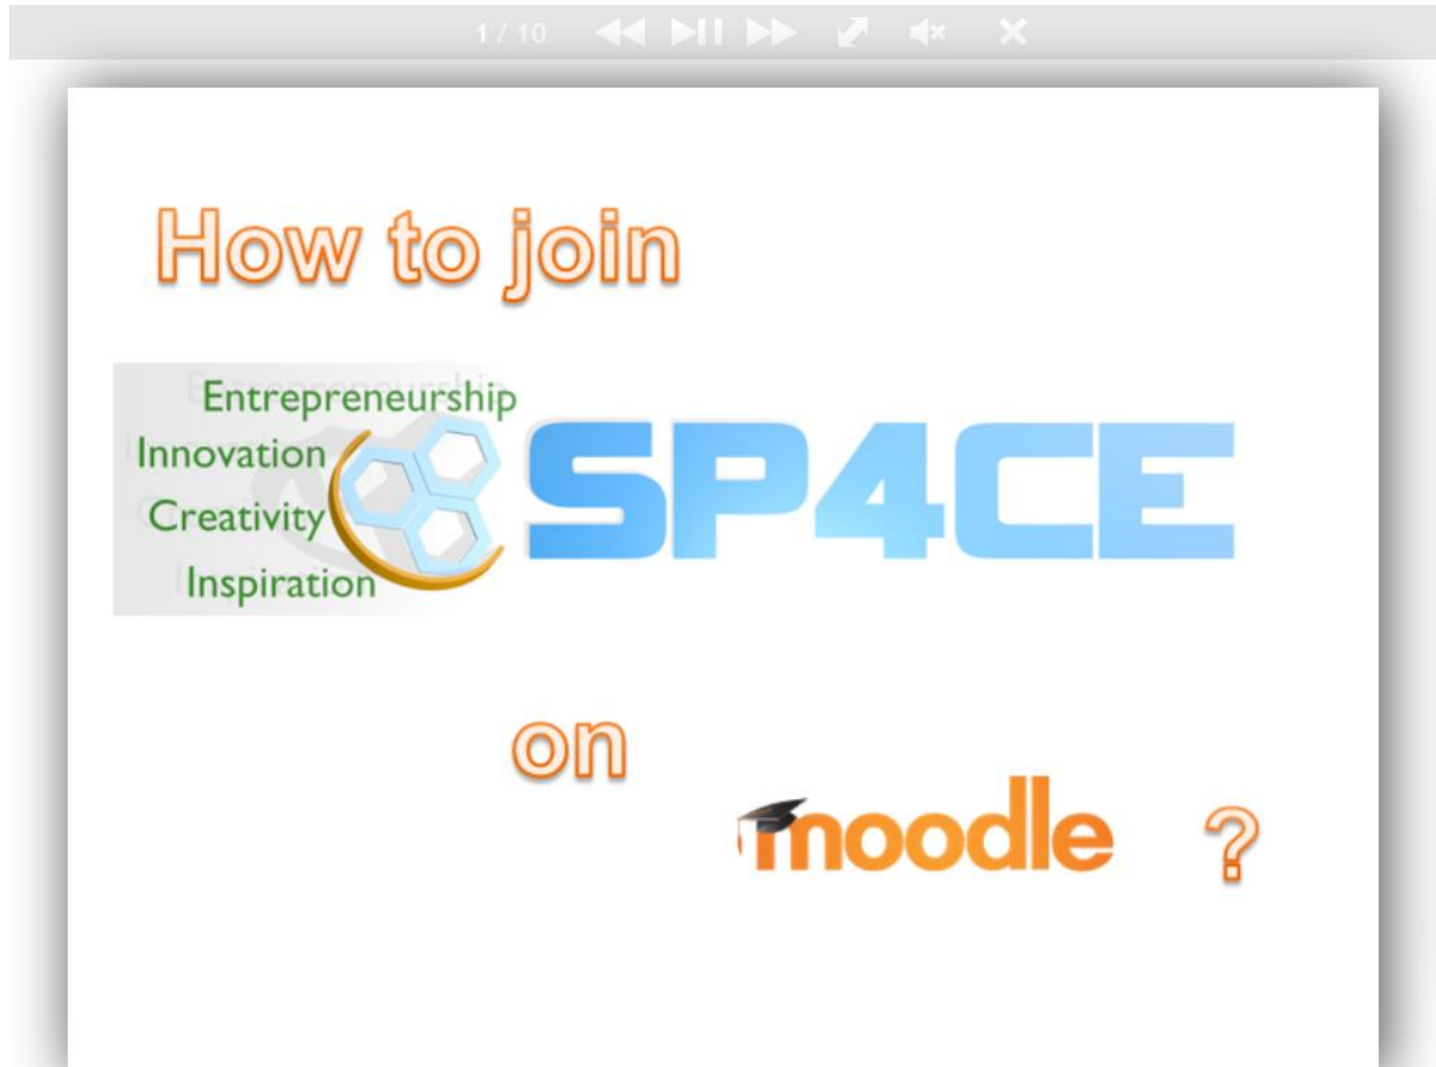 1 / 10
How to join
Entrepreneurship
Innovation
Creativity
Inspiration
SP4CE
on
moodle ?